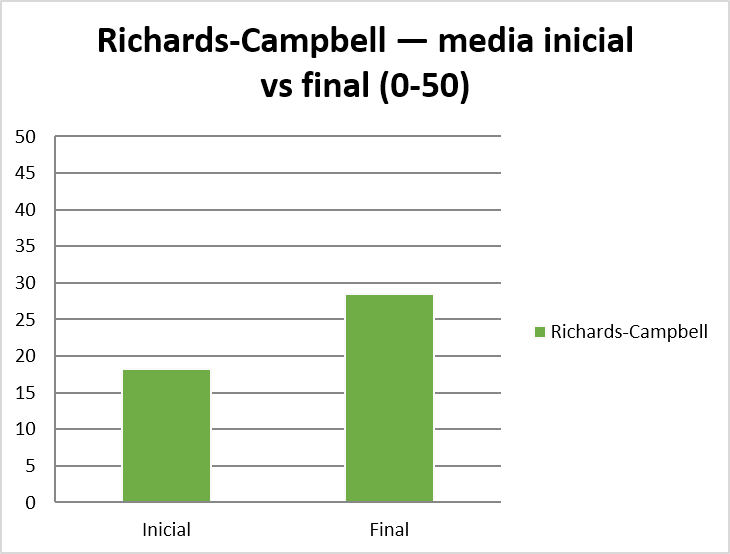 Richards-Campbell — media inicial
vs final (0-50)
50
45
40
35
30
25
20
15
10
5
0
Inicial
Final
Richards-Campbell